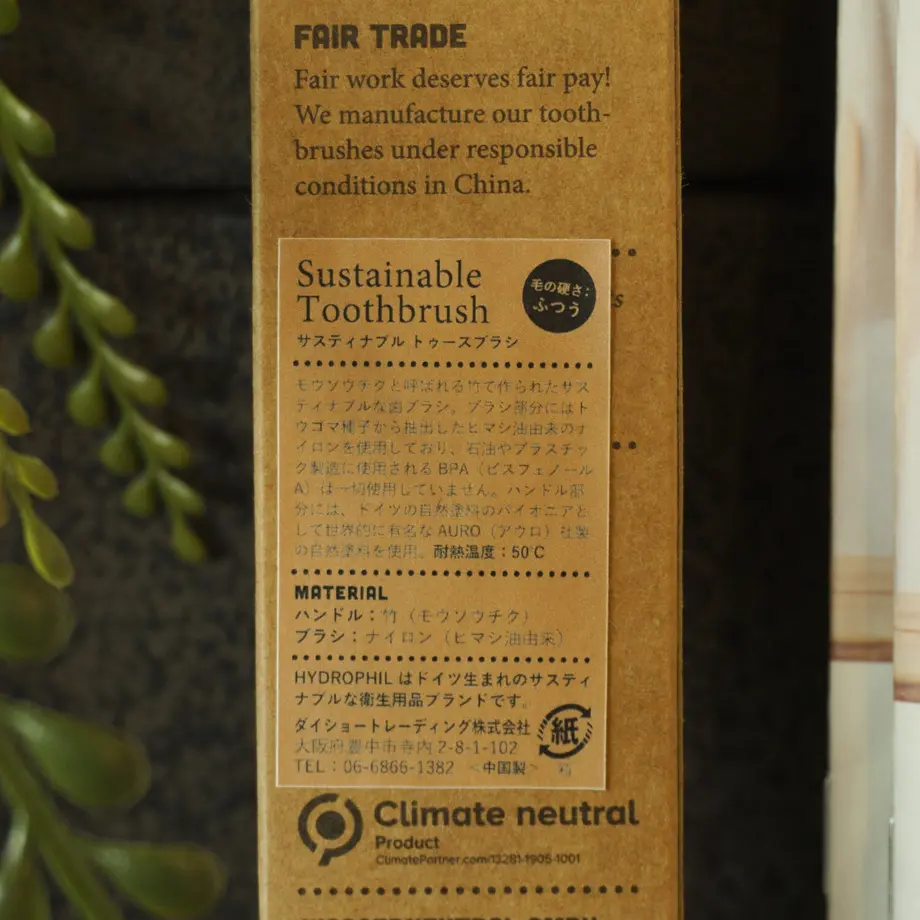 FAIR TRADE
Fair work deserves fair pay!
We manufacture our tooth-
brushes under responsible
conditions in China.
Sustainable
Toothbrush
毛の硬さ:
ふつう
サスティナブル トゥースブラシ
モウソウチクと呼ばれる竹で作られたサス
ティナブルな歯ブラシ。ブラシ部分にはト
ウゴマ種子から抽出したヒマシ油由来のナ
イロンを使用しており、石油やプラスチッ
ク製造に使用される BPA（ビスフェノール
A）は一切使用していません。ハンドル部
分には、ドイツの自然塗料のパイオニアと
して世界的に有名な AURO（アウロ）社製
の自然塗料を使用。耐熱温度：50℃
MATERIAL
ハンドル：竹（モウソウチク）
ブラシ：ナイロン（ヒマシ油由来）
HYDROPHIL はドイツ生まれのサスティ
ナブルな衛生用品ブランドです。
ダイショートレーディング株式会社
大阪府豊中市寺内 2-8-1-102
TEL：06-6866-1382 ＜中国製＞
紙
箱
Climate neutral
Product
ClimatePartner.com/13281-1905-1001